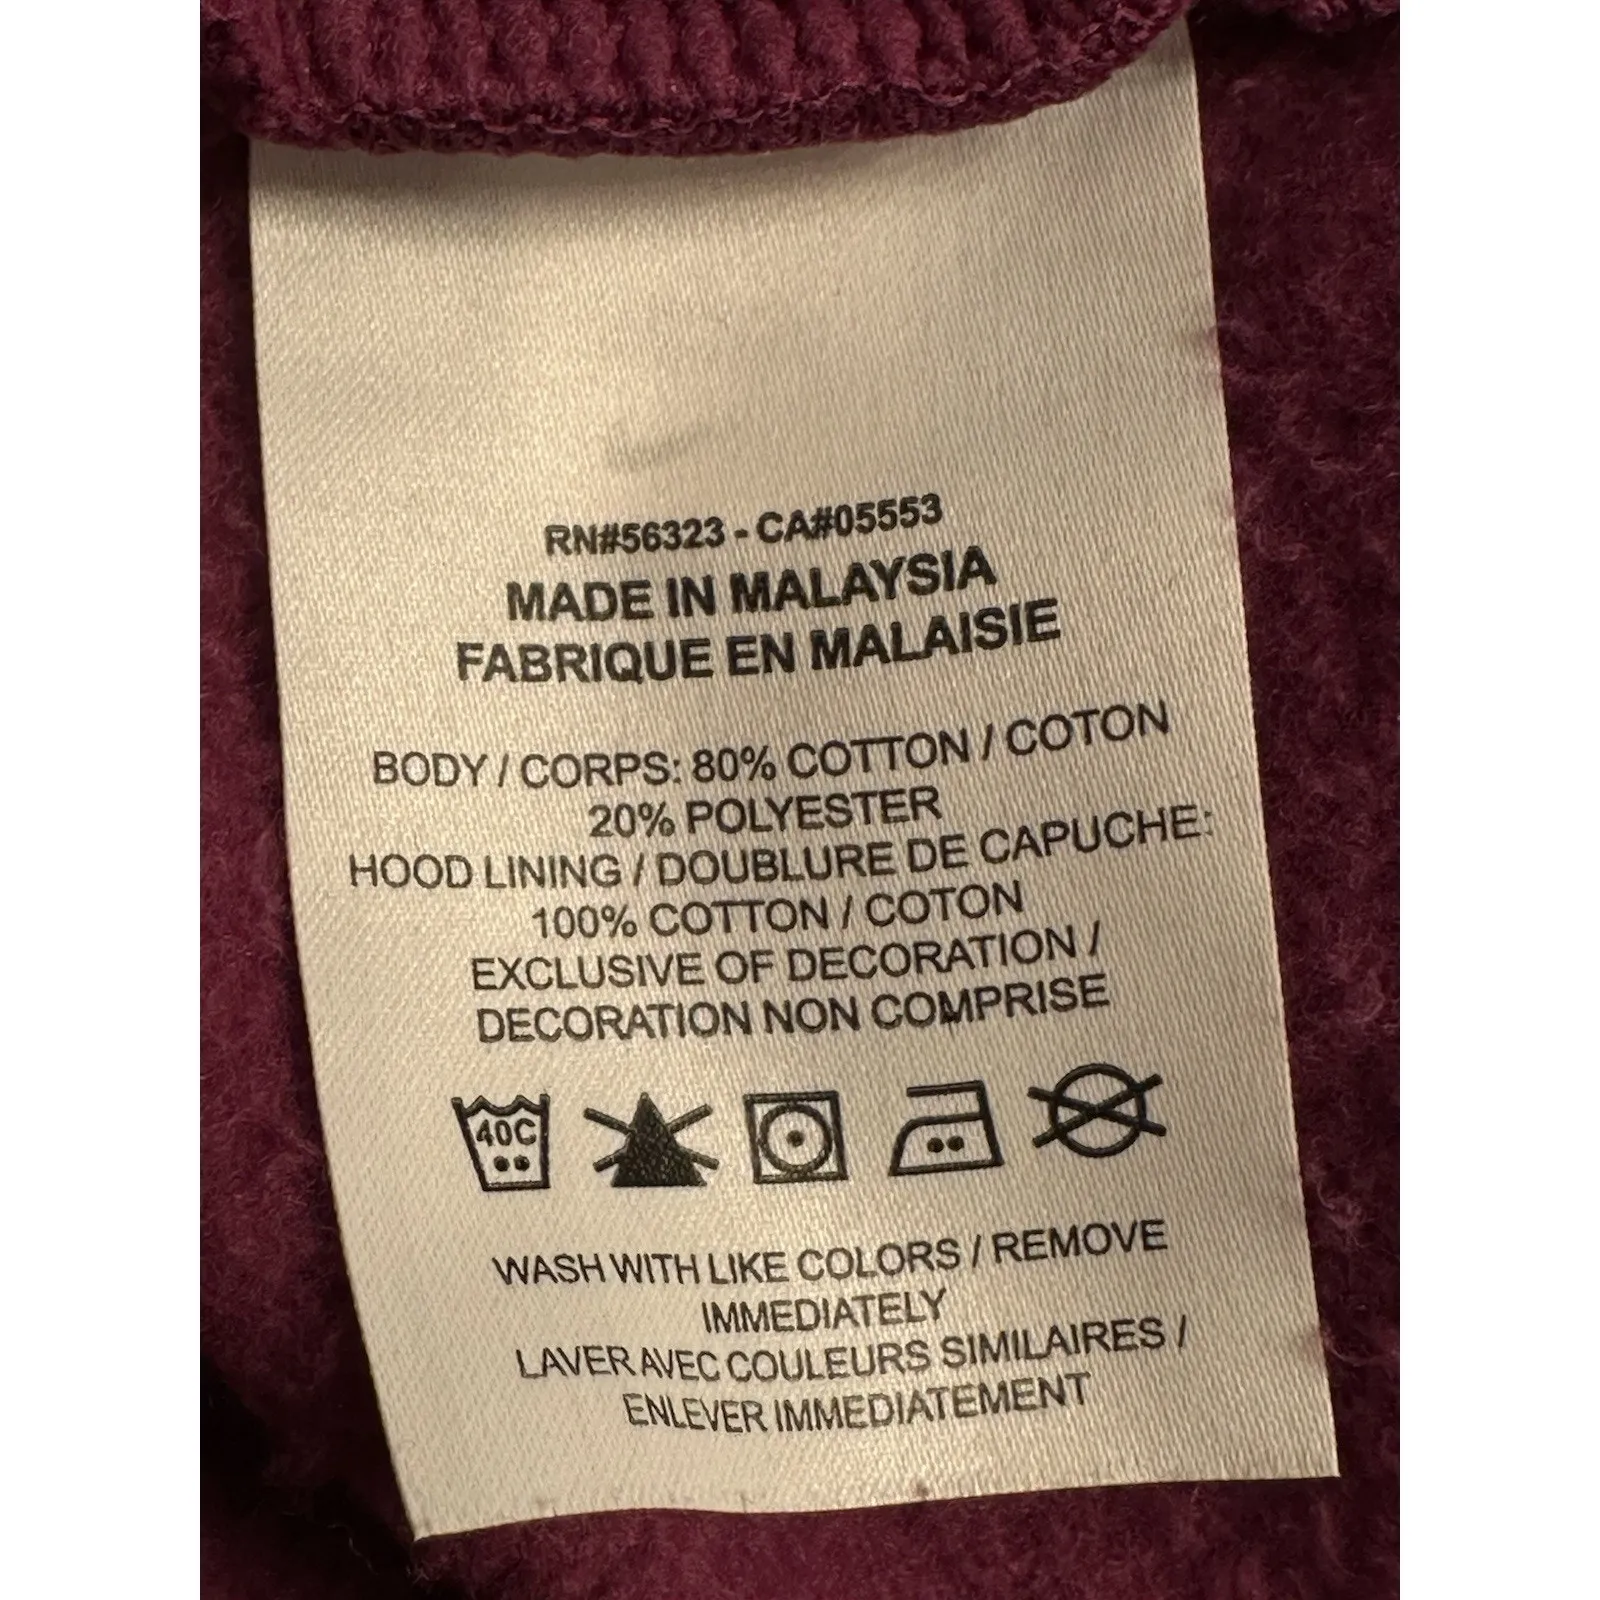 RN#56323 - CA#05553
MADE IN MALAYSIA
FABRIQUE EN MALAISIE
BODY / CORPS: 80% COTTON / COTON
20% POLYESTER
HOOD LINING / DOUBLURE DE CAPUCHE:
100% COTTON / COTON
EXCLUSIVE OF DECORATION /
DECORATION NON COMPRISE
40C
WASH WITH LIKE COLORS / REMOVE
IMMEDIATELY
LAVER AVEC COULEURS SIMILAIRES /
ENLEVER IMMEDIATEMENT